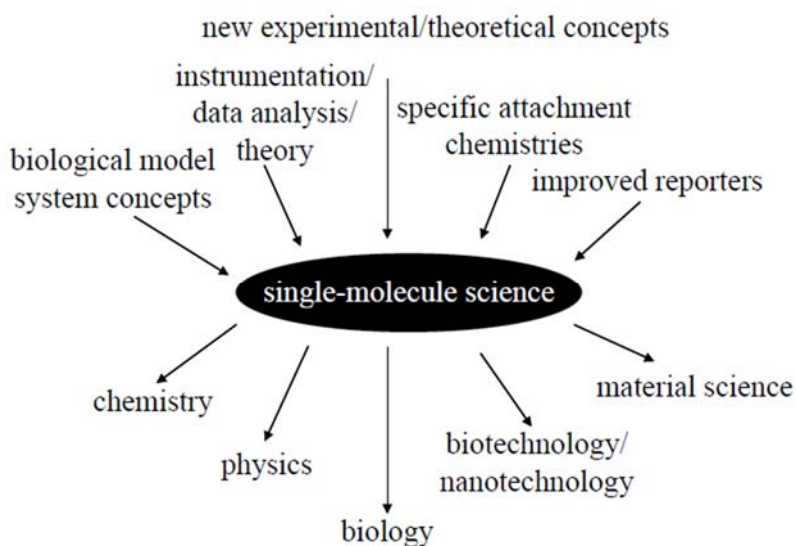 new experimental/theoretical concepts
instrumentation/
data analysis/
theory
specific attachment
chemistries
biological model
system concepts
improved reporters
single-molecule science
chemistry
physics
biology
biotechnology/
nanotechnology
material science